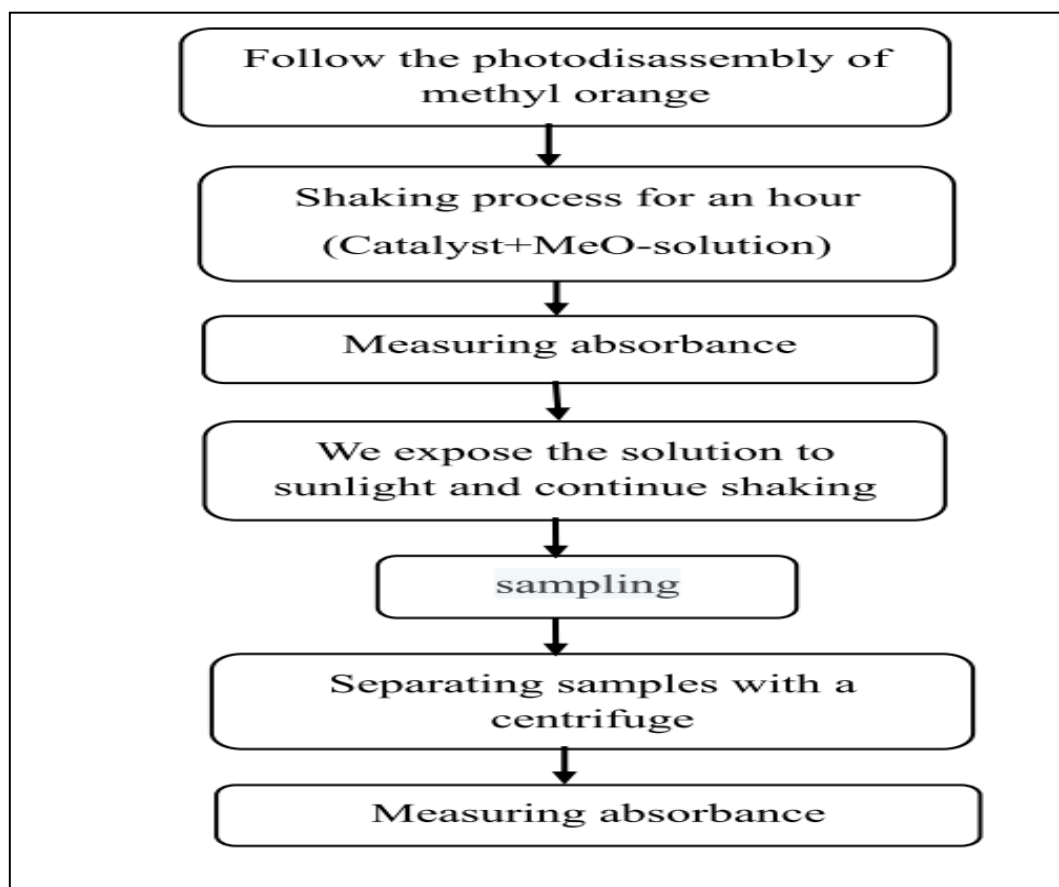 Follow the photodisassembly of
methyl orange
Shaking process for an hour
(Catalyst+MeO-solution)
Measuring absorbance
We expose the solution to
sunlight and continue shaking
sampling
Separating samples with a
centrifuge
Measuring absorbance